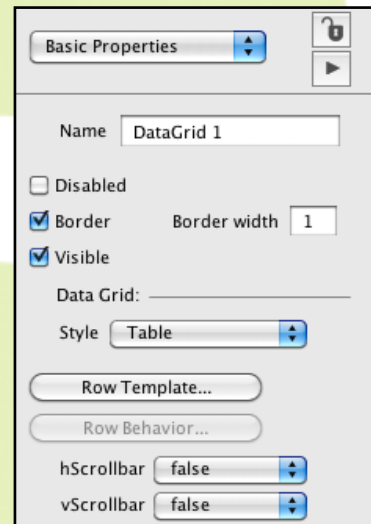 Basic Properties
Name DataGrid 1
Disabled
Border Border width 1
Visible
Data Grid:
Style Table
Row Template...
Row Behavior...
hScrollbar false
vScrollbar false